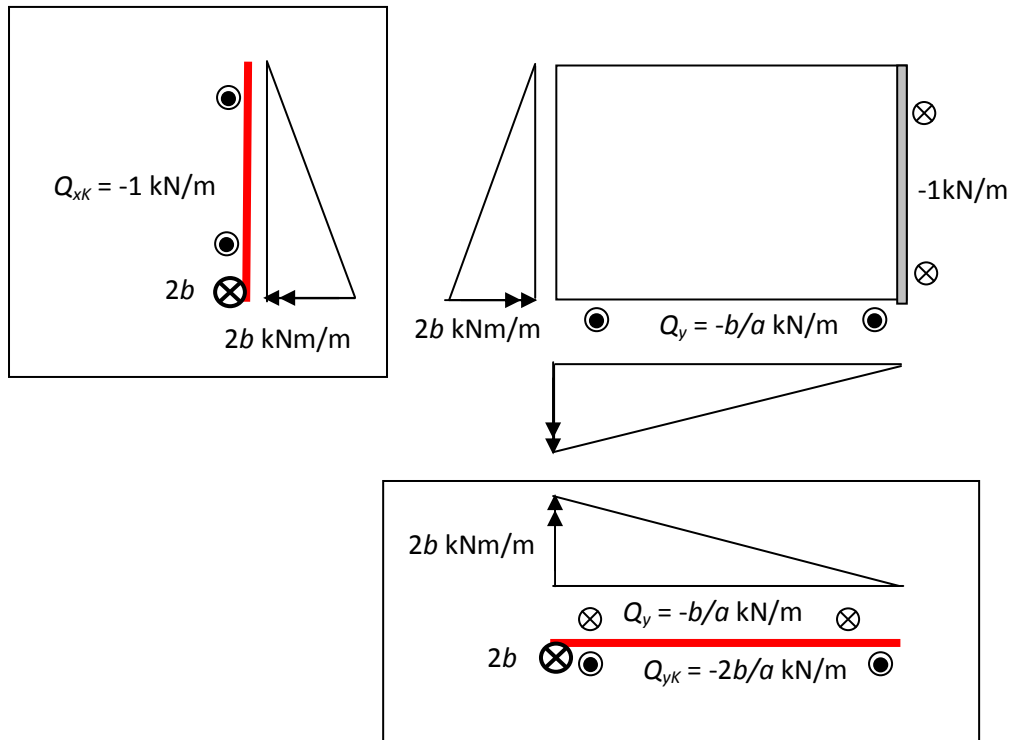 Q_xK = -1 kN/m
2b
2b kNm/m
-1kN/m
2b kNm/m
Q_y = -b/a kN/m
2b kNm/m
Q_y = -b/a kN/m
2b
Q_yK = -2b/a kN/m